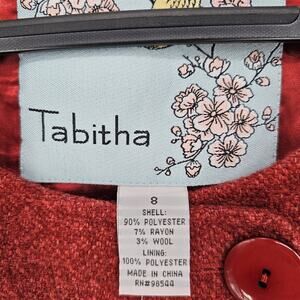 Tabitha
8
SHELL:
90% POLYESTER
7% RAYON
3% WOOL
LINING:
100% POLYESTER
MADE IN CHINA
RN#98544